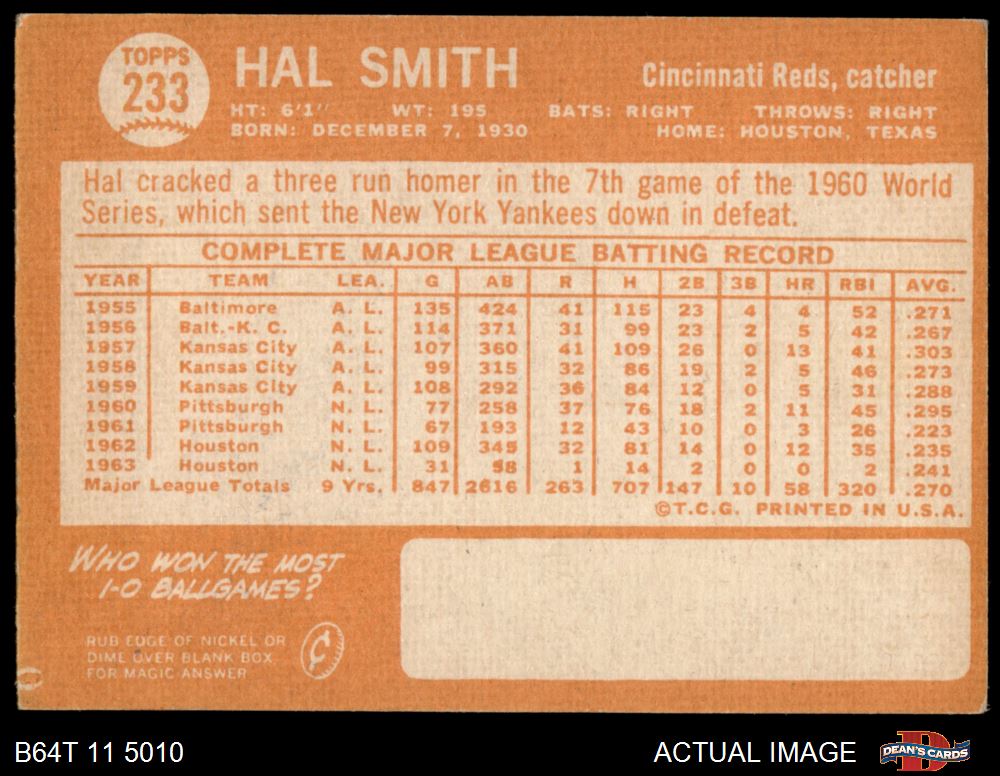 TOPPS
233
HAL SMITH
Cincinnati Reds, catcher
HT: 6'1" WT: 195 BATS: RIGHT THROWS: RIGHT
BORN: DECEMBER 7, 1930 HOME: HOUSTON, TEXAS
Hal cracked a three run homer in the 7th game of the 1960 World
Series, which sent the New York Yankees down in defeat.
COMPLETE MAJOR LEAGUE BATTING RECORD
YEAR TEAM LEA. G AB R H 2B 3B HR RBI AVG.
1955 Baltimore A. L. 135 424 41 115 23 4 4 52 .271
1956 Balt.-K. C. A. L. 114 371 31 99 23 2 5 42 .267
1957 Kansas City A. L. 107 360 41 109 26 0 13 41 .303
1958 Kansas City A. L. 99 315 32 86 19 2 5 46 .273
1959 Kansas City A. L. 108 292 36 84 12 0 5 31 .288
1960 Pittsburgh N. L. 77 258 37 76 18 2 11 45 .295
1961 Pittsburgh N. L. 67 193 12 43 10 0 3 26 .223
1962 Houston N. L. 109 345 32 81 14 0 12 35 .235
1963 Houston N. L. 31 58 1 14 2 0 0 2 .241
Major League Totals 9 Yrs. 847 2616 263 707 147 10 58 320 .270
©T.C.G. PRINTED IN U.S.A.
WHO WON THE MOST
1-0 BALLGAMES?
RUB EDGE OF NICKEL OR
DIME OVER BLANK BOX
FOR MAGIC ANSWER
B64T 11 5010
ACTUAL IMAGE
DEAN'S CARDS